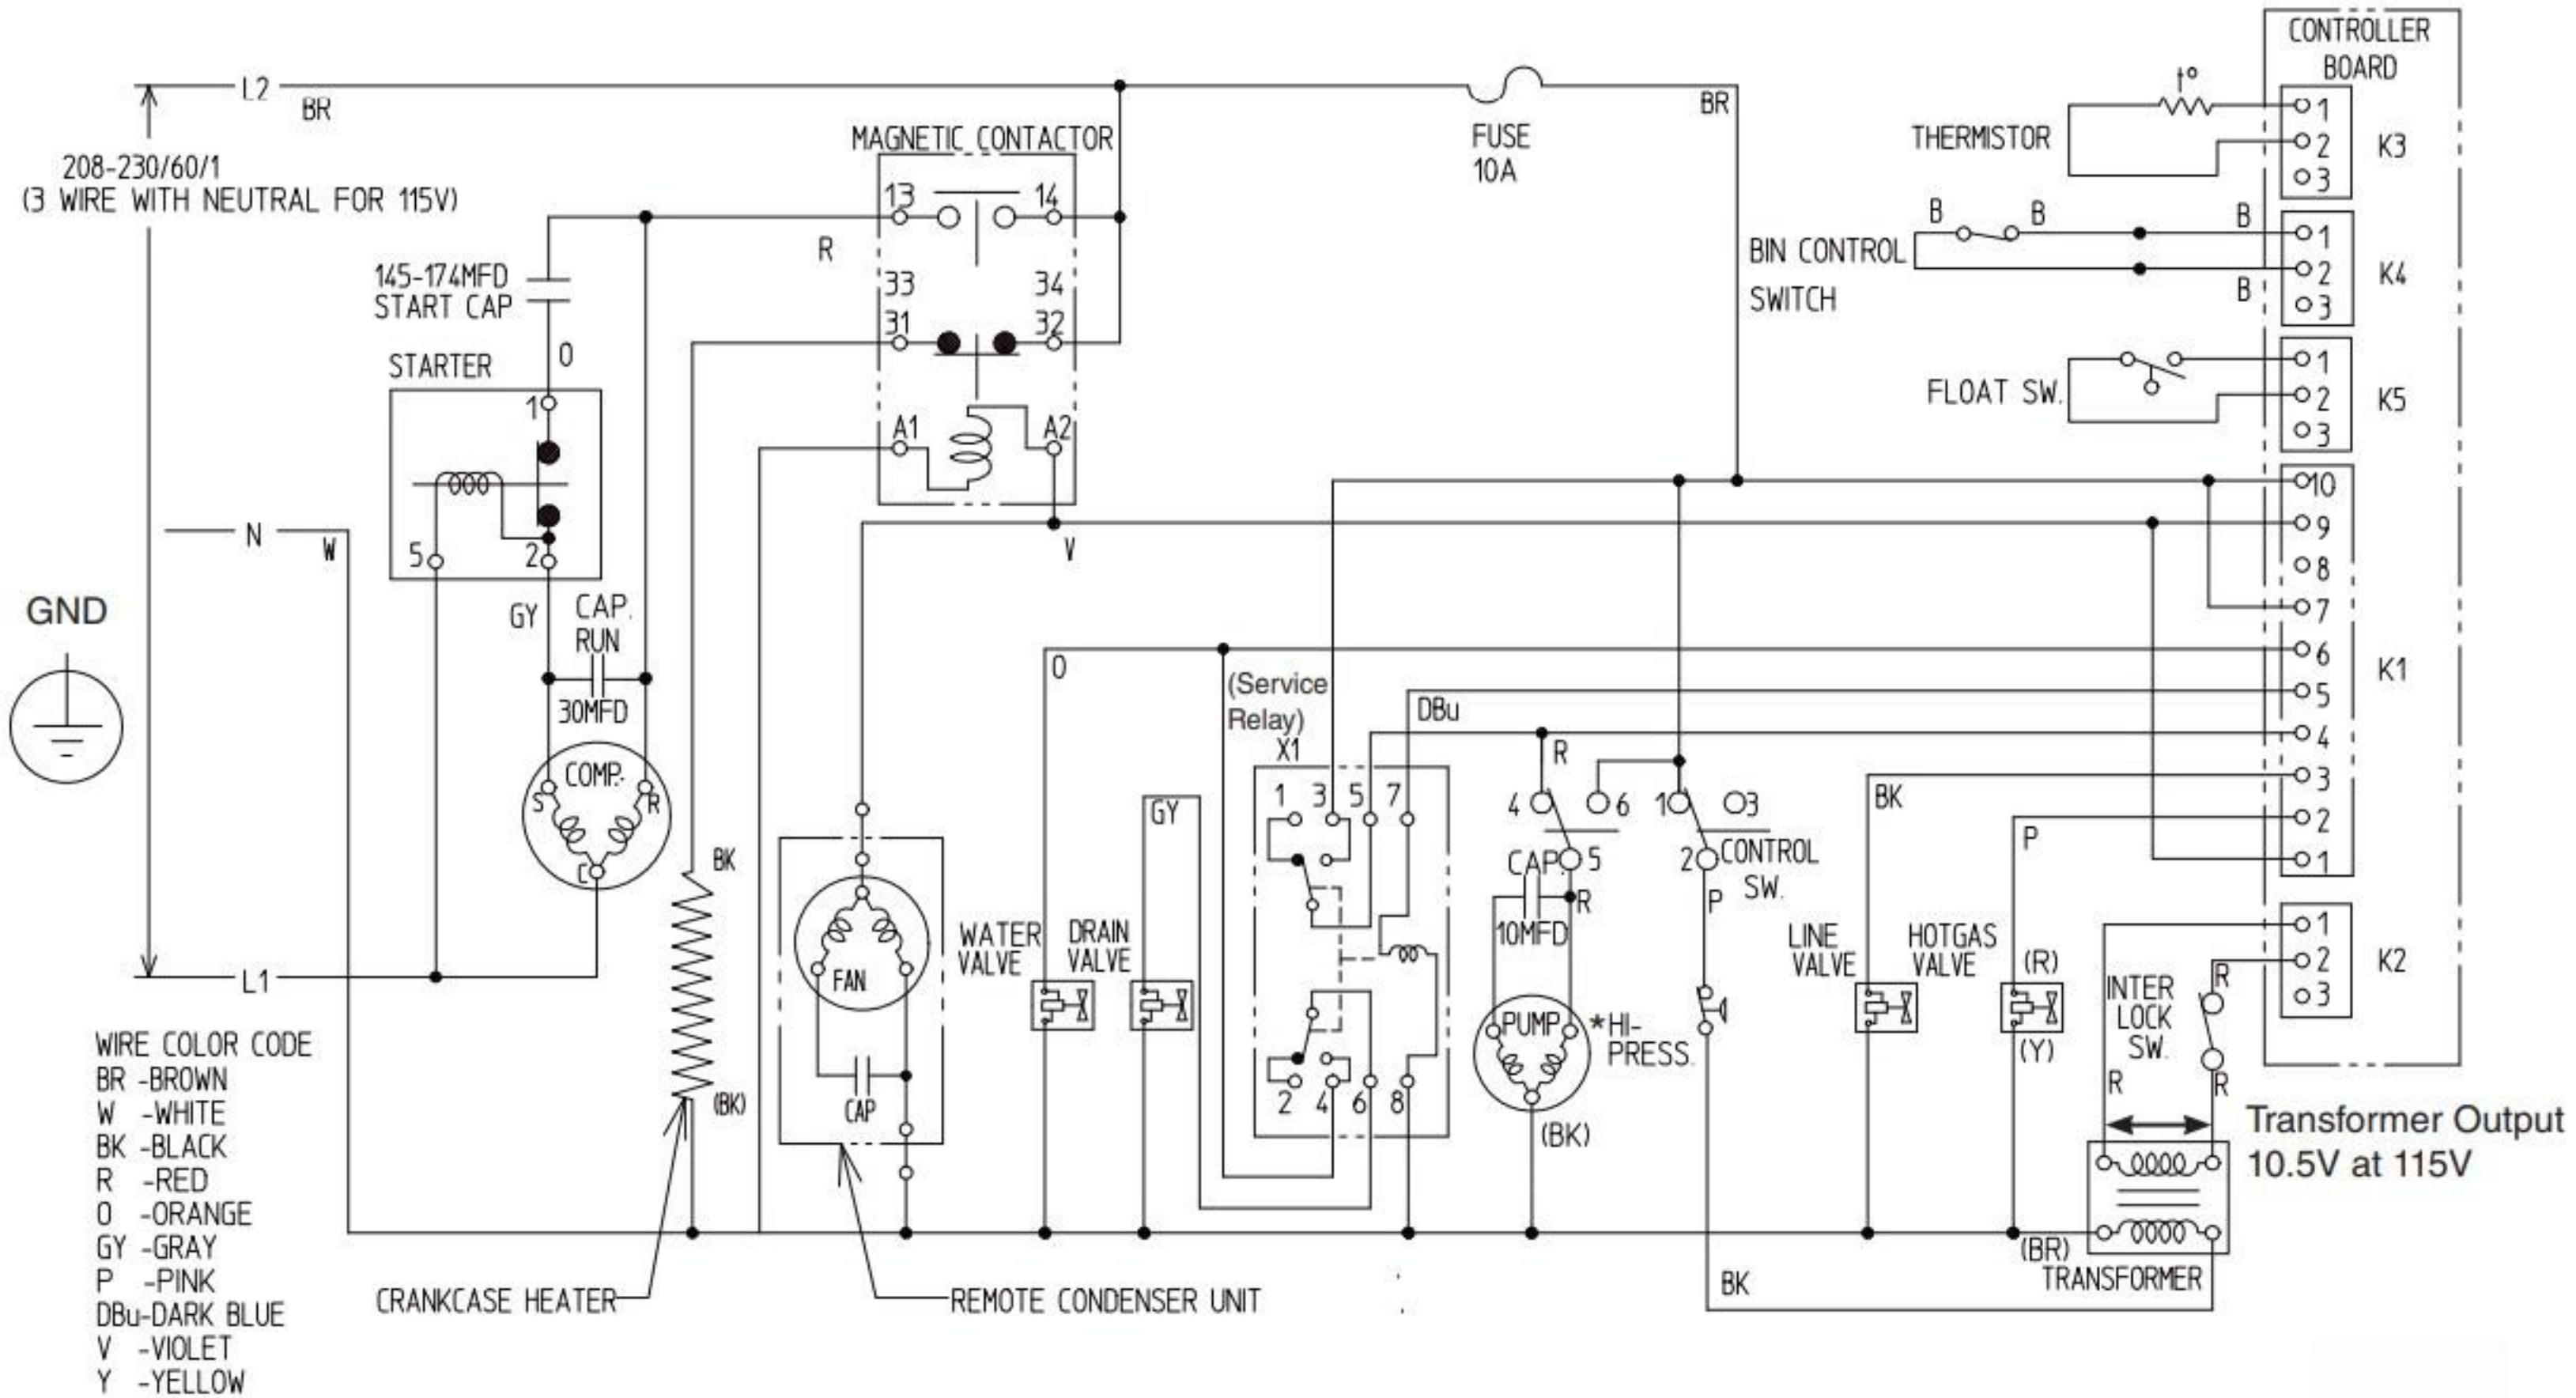 L2
BR
208-230/60/1
(3 WIRE WITH NEUTRAL FOR 115V)
MAGNETIC CONTACTOR
13
14
R
33
34
31
32
A1
A2
V
FUSE
10A
BR
CONTROLLER
BOARD
t°
THERMISTOR
1
2
3
K3
B
B
B
BIN CONTROL
SWITCH
B
1
2
3
K4
FLOAT SW.
1
2
3
K5
145-174MFD
START CAP
O
STARTER
1
5
2
N
W
GND
GY
CAP.
RUN
30MFD
COMP.
S
R
C
L1
10
9
8
7
6
5
4
3
2
1
K1
O
(Service
Relay)
X1
DBu
1 3 5 7
2 4 6 8
GY
R
4
6
5
1
3
2
CONTROL
SW.
P
CAP.
R
10MFD
PUMP
*HI-
PRESS.
(BK)
BK
(BK)
FAN
CAP
WATER
VALVE
DRAIN
VALVE
BK
LINE
VALVE
P
HOTGAS
VALVE
(R)
(Y)
INTER
LOCK
SW.
R
R
R
1
2
3
K2
Transformer Output
10.5V at 115V
(BR)
TRANSFORMER
BK
CRANKCASE HEATER
REMOTE CONDENSER UNIT
WIRE COLOR CODE
BR -BROWN
W -WHITE
BK -BLACK
R -RED
O -ORANGE
GY -GRAY
P -PINK
DBu-DARK BLUE
V -VIOLET
Y -YELLOW